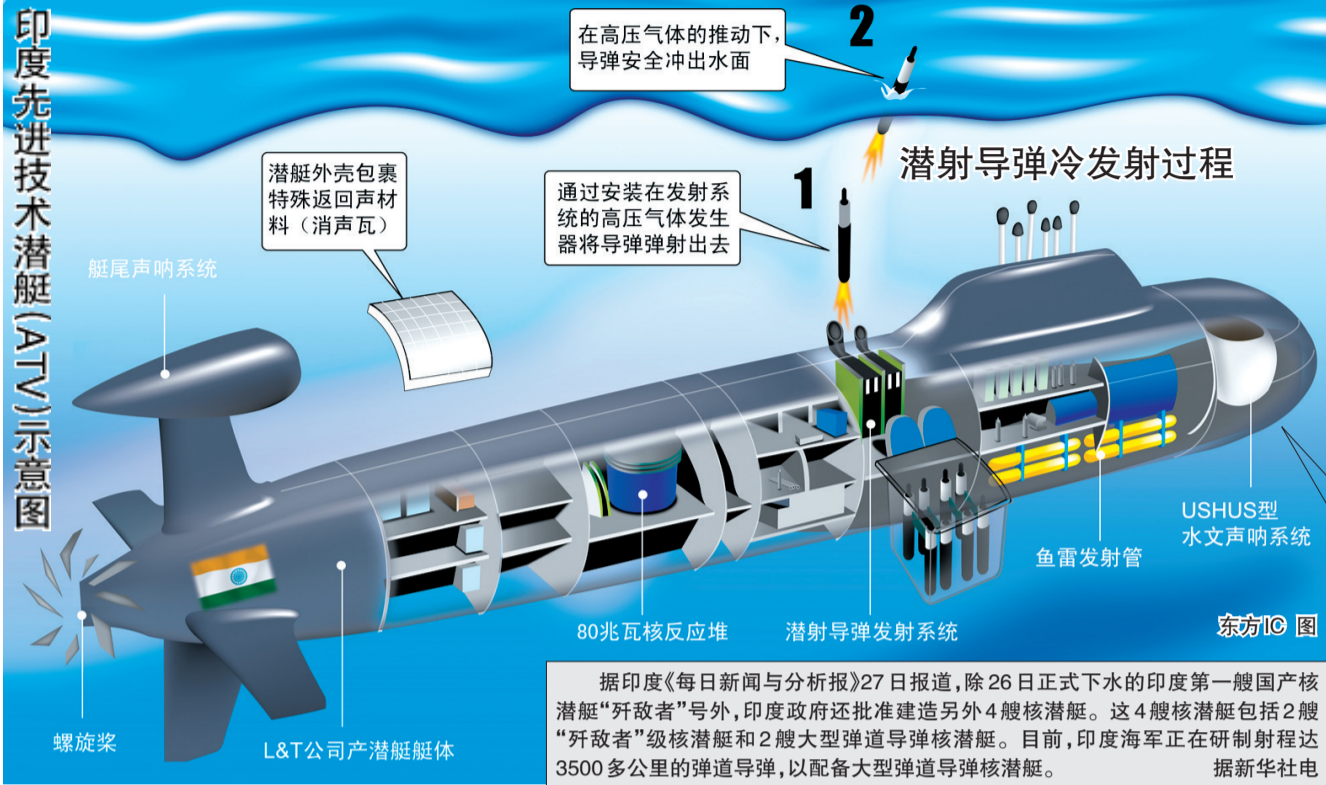 印度先进技术潜艇(ATV)示意图
在高压气体的推动下，
导弹安全冲出水面
2
潜射导弹冷发射过程
潜艇外壳包裹
特殊返回声材
料（消声瓦）
通过安装在发射系
统的高压气体发生
器将导弹弹射出去
1
艇尾声呐系统
USHUS型
水文声呐系统
鱼雷发射管
80兆瓦核反应堆
潜射导弹发射系统
东方IC 图
螺旋桨
L&T公司产潜艇艇体
据印度《每日新闻与分析报》27日报道，除26日正式下水的印度第一艘国产核
潜艇“歼敌者”号外，印度政府还批准建造另外4艘核潜艇。这4艘核潜艇包括2艘
“歼敌者”级核潜艇和2艘大型弹道导弹核潜艇。目前，印度海军正在研制射程达
3500多公里的弹道导弹，以配备大型弹道导弹核潜艇。 据新华社电